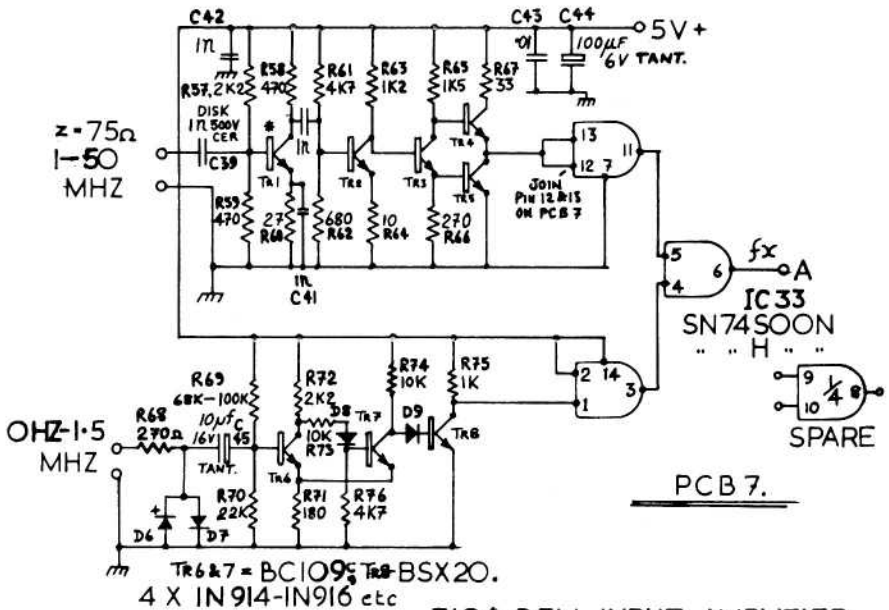 C42
C43 C44
5V+
1n
.01
100µF
6V TANT.
R57, 2K2
R58
470
R61
4K7
R63
1K2
R65
1K5
R67
33
DISK
1n 500V
CER
C39
*
1n
z=75Ω
1-50
MHZ
TR1
TR2
TR3
TR4
TR5
13
12
11
7
JOIN
PIN 12&13
ON PCB 7
R59
470
27
R60
680
R62
10
R64
270
R66
1n
C41
5
4
6
fx
A
IC33
SN74S00N
" " H " "
2
14
1
3
9
10
1/4
8
SPARE
PCB 7.
R69
68K-100K
R72
2K2
R74
10K
R75
1K
R68
270Ω
10µf
16V
C
45
TANT.
D8
10K
R73
TR7
D9
TR8
TR6
0HZ-1·5
MHZ
R70
22K
R71
180
R76
4K7
+
D6
D7
TR6&7 = BC109C, TR8 BSX20.
4 X IN914-IN916 etc